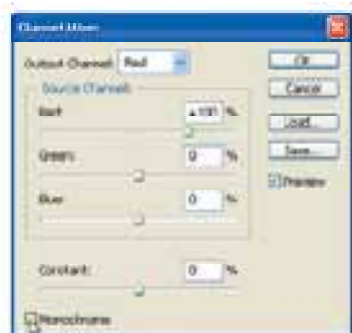 Channel Mixer
Output Channel: Red
OK
Source Channels
Cancel
Red: +100 %
Load...
Green: 0 %
Save...
Preview
Blue: 0 %
Constant: 0 %
Monochrome